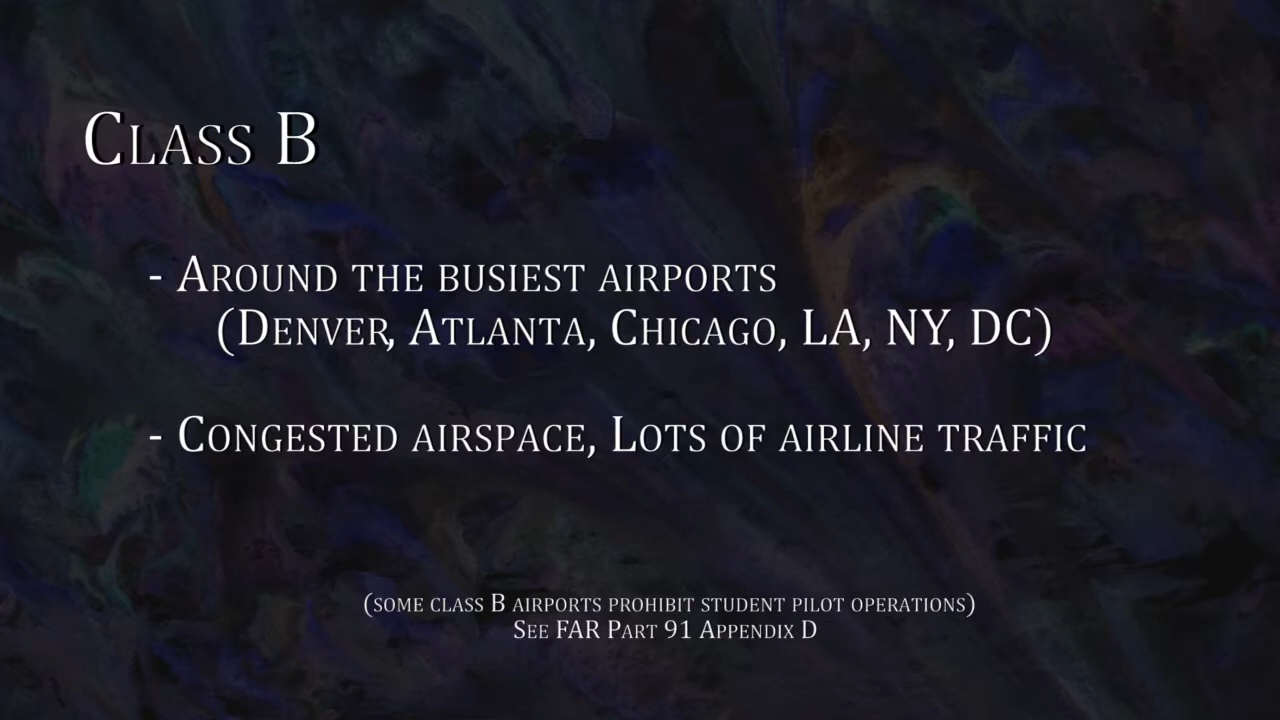 Class B
- Around the busiest airports
(Denver, Atlanta, Chicago, LA, NY, DC)
- Congested airspace, Lots of airline traffic
(some class B airports prohibit student pilot operations)
See FAR Part 91 Appendix D